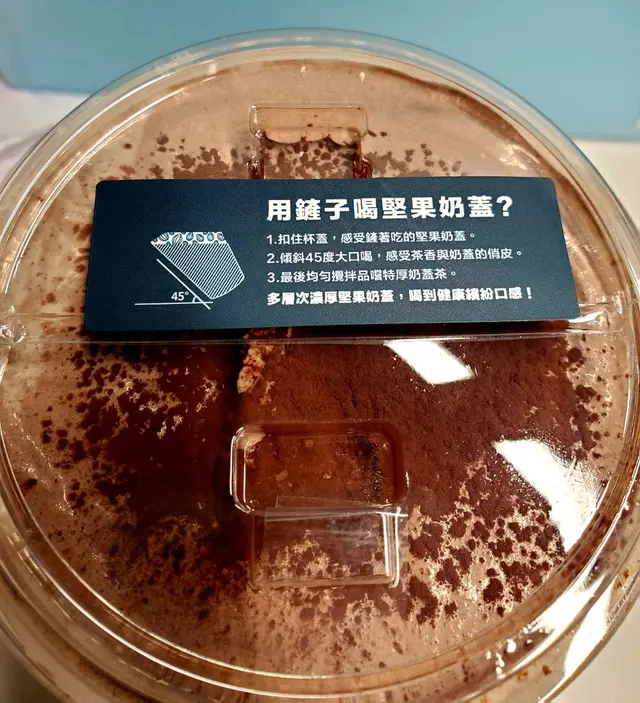 用鏟子喝堅果奶蓋?
1.扣住杯蓋，感受鏟著吃的堅果奶蓋。
2.傾斜45度大口喝，感受茶香與奶蓋的俏皮。
3.最後均勻攪拌品嚐特厚奶蓋茶。
多層次濃厚堅果奶蓋，喝到健康繽紛口感！
45°